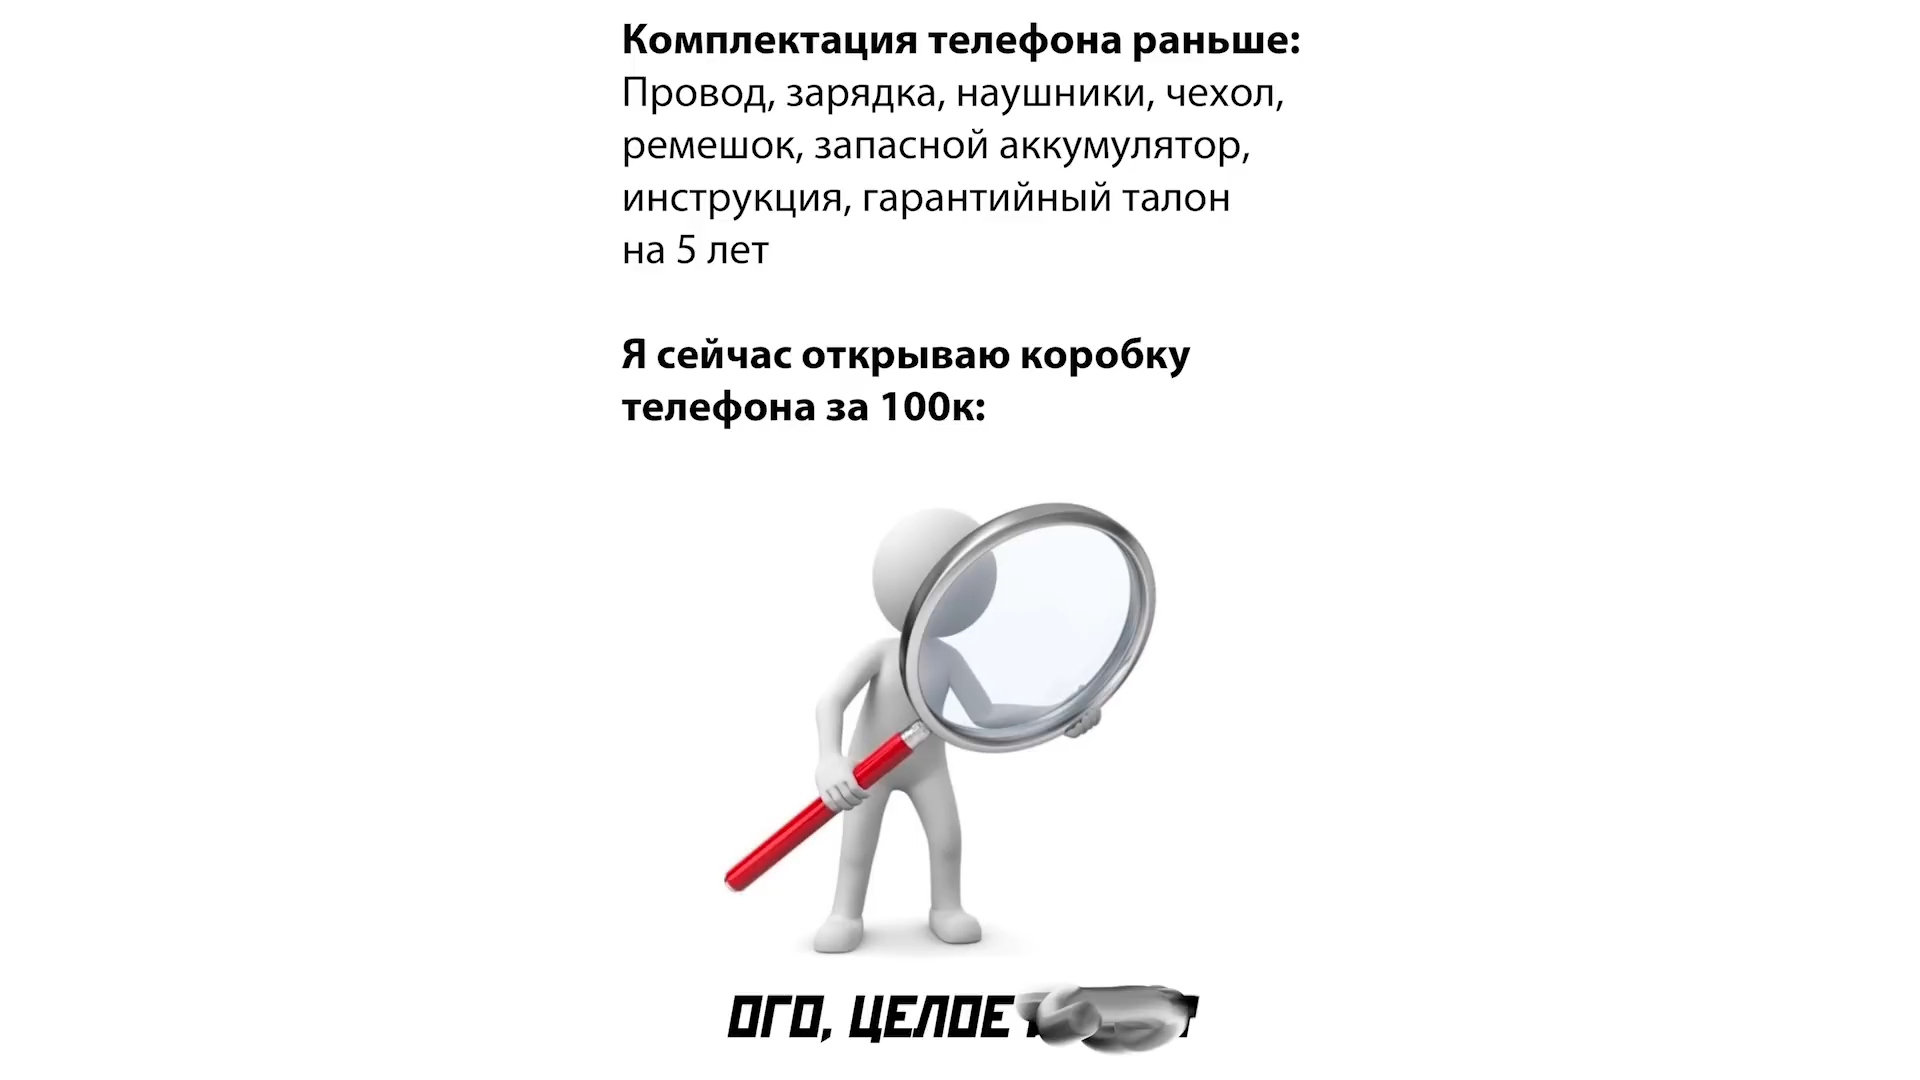 Комплектация телефона раньше:
Провод, зарядка, наушники, чехол,
ремешок, запасной аккумулятор,
инструкция, гарантийный талон
на 5 лет
Я сейчас открываю коробку
телефона за 100к:
ОГО, ЦЕЛОЕ